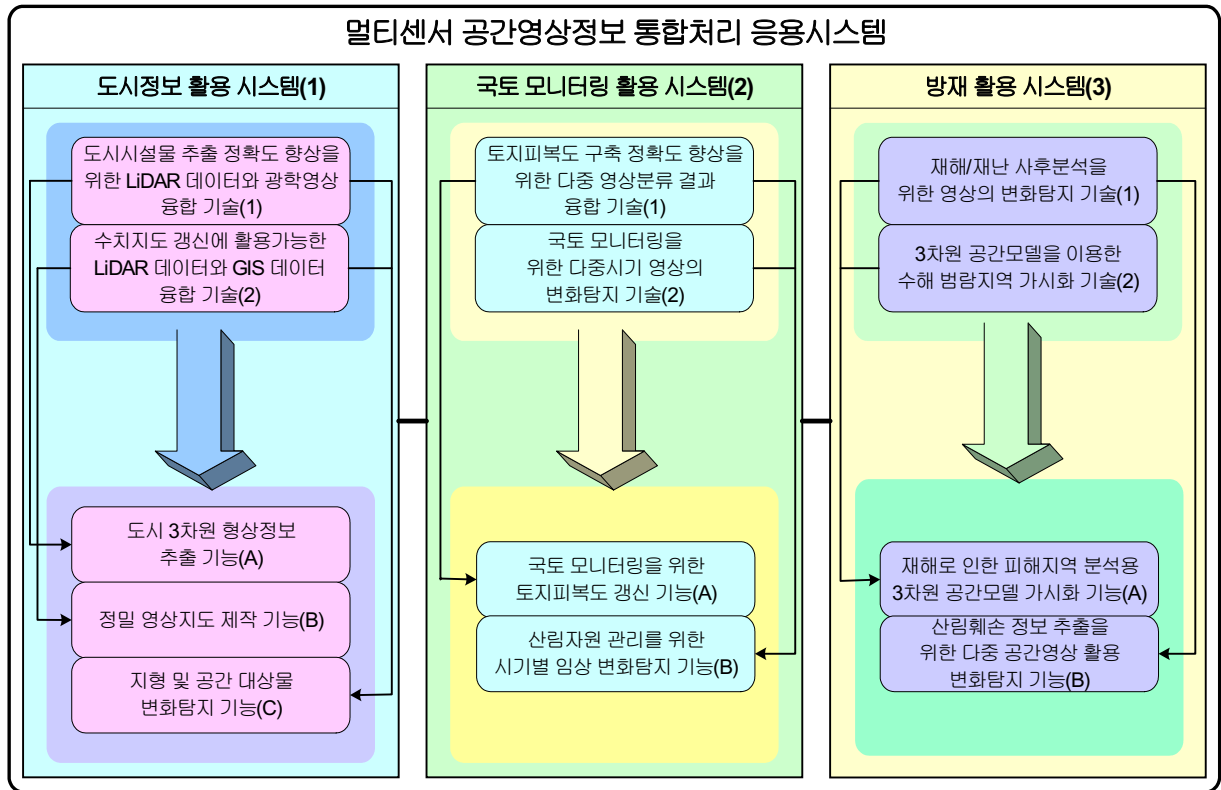 멀티센서 공간영상정보 통합처리 응용시스템
도시정보 활용 시스템(1)
도시시설물 추출 정확도 향상을
위한 LiDAR 데이터와 광학영상
융합 기술(1)
수치지도 갱신에 활용가능한
LiDAR 데이터와 GIS 데이터
융합 기술(2)
도시 3차원 형상정보
추출 기능(A)
정밀 영상지도 제작 기능(B)
지형 및 공간 대상물
변화탐지 기능(C)
국토 모니터링 활용 시스템(2)
토지피복도 구축 정확도 향상을
위한 다중 영상분류 결과
융합 기술(1)
국토 모니터링을
위한 다중시기 영상의
변화탐지 기술(2)
국토 모니터링을 위한
토지피복도 갱신 기능(A)
산림자원 관리를 위한
시기별 임상 변화탐지 기능(B)
방재 활용 시스템(3)
재해/재난 사후분석을
위한 영상의 변화탐지 기술(1)
3차원 공간모델을 이용한
수해 범람지역 가시화 기술(2)
재해로 인한 피해지역 분석용
3차원 공간모델 가시화 기능(A)
산림훼손 정보 추출을
위한 다중 공간영상 활용
변화탐지 기능(B)